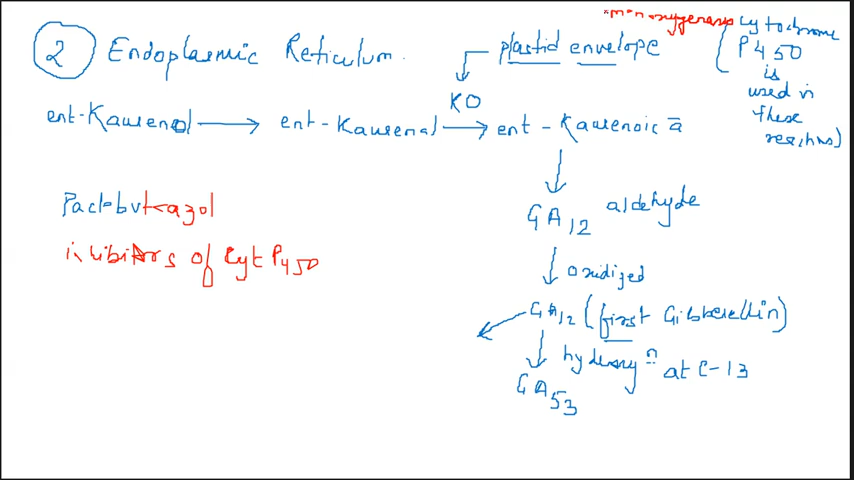 *monoxygenases
cytochrome
P450
is
used in
these
reactions)
2 Endoplasmic Reticulum
plastid envelope
KO
ent-Kaurenol → ent-Kaurenal → ent-Kaurenoic ā
GA12 aldehyde
Paclobutrazol
inhibitors of Cyt P450
oxidized
GA12 (first Gibberellin)
hydroxyⁿ at C-13
GA53